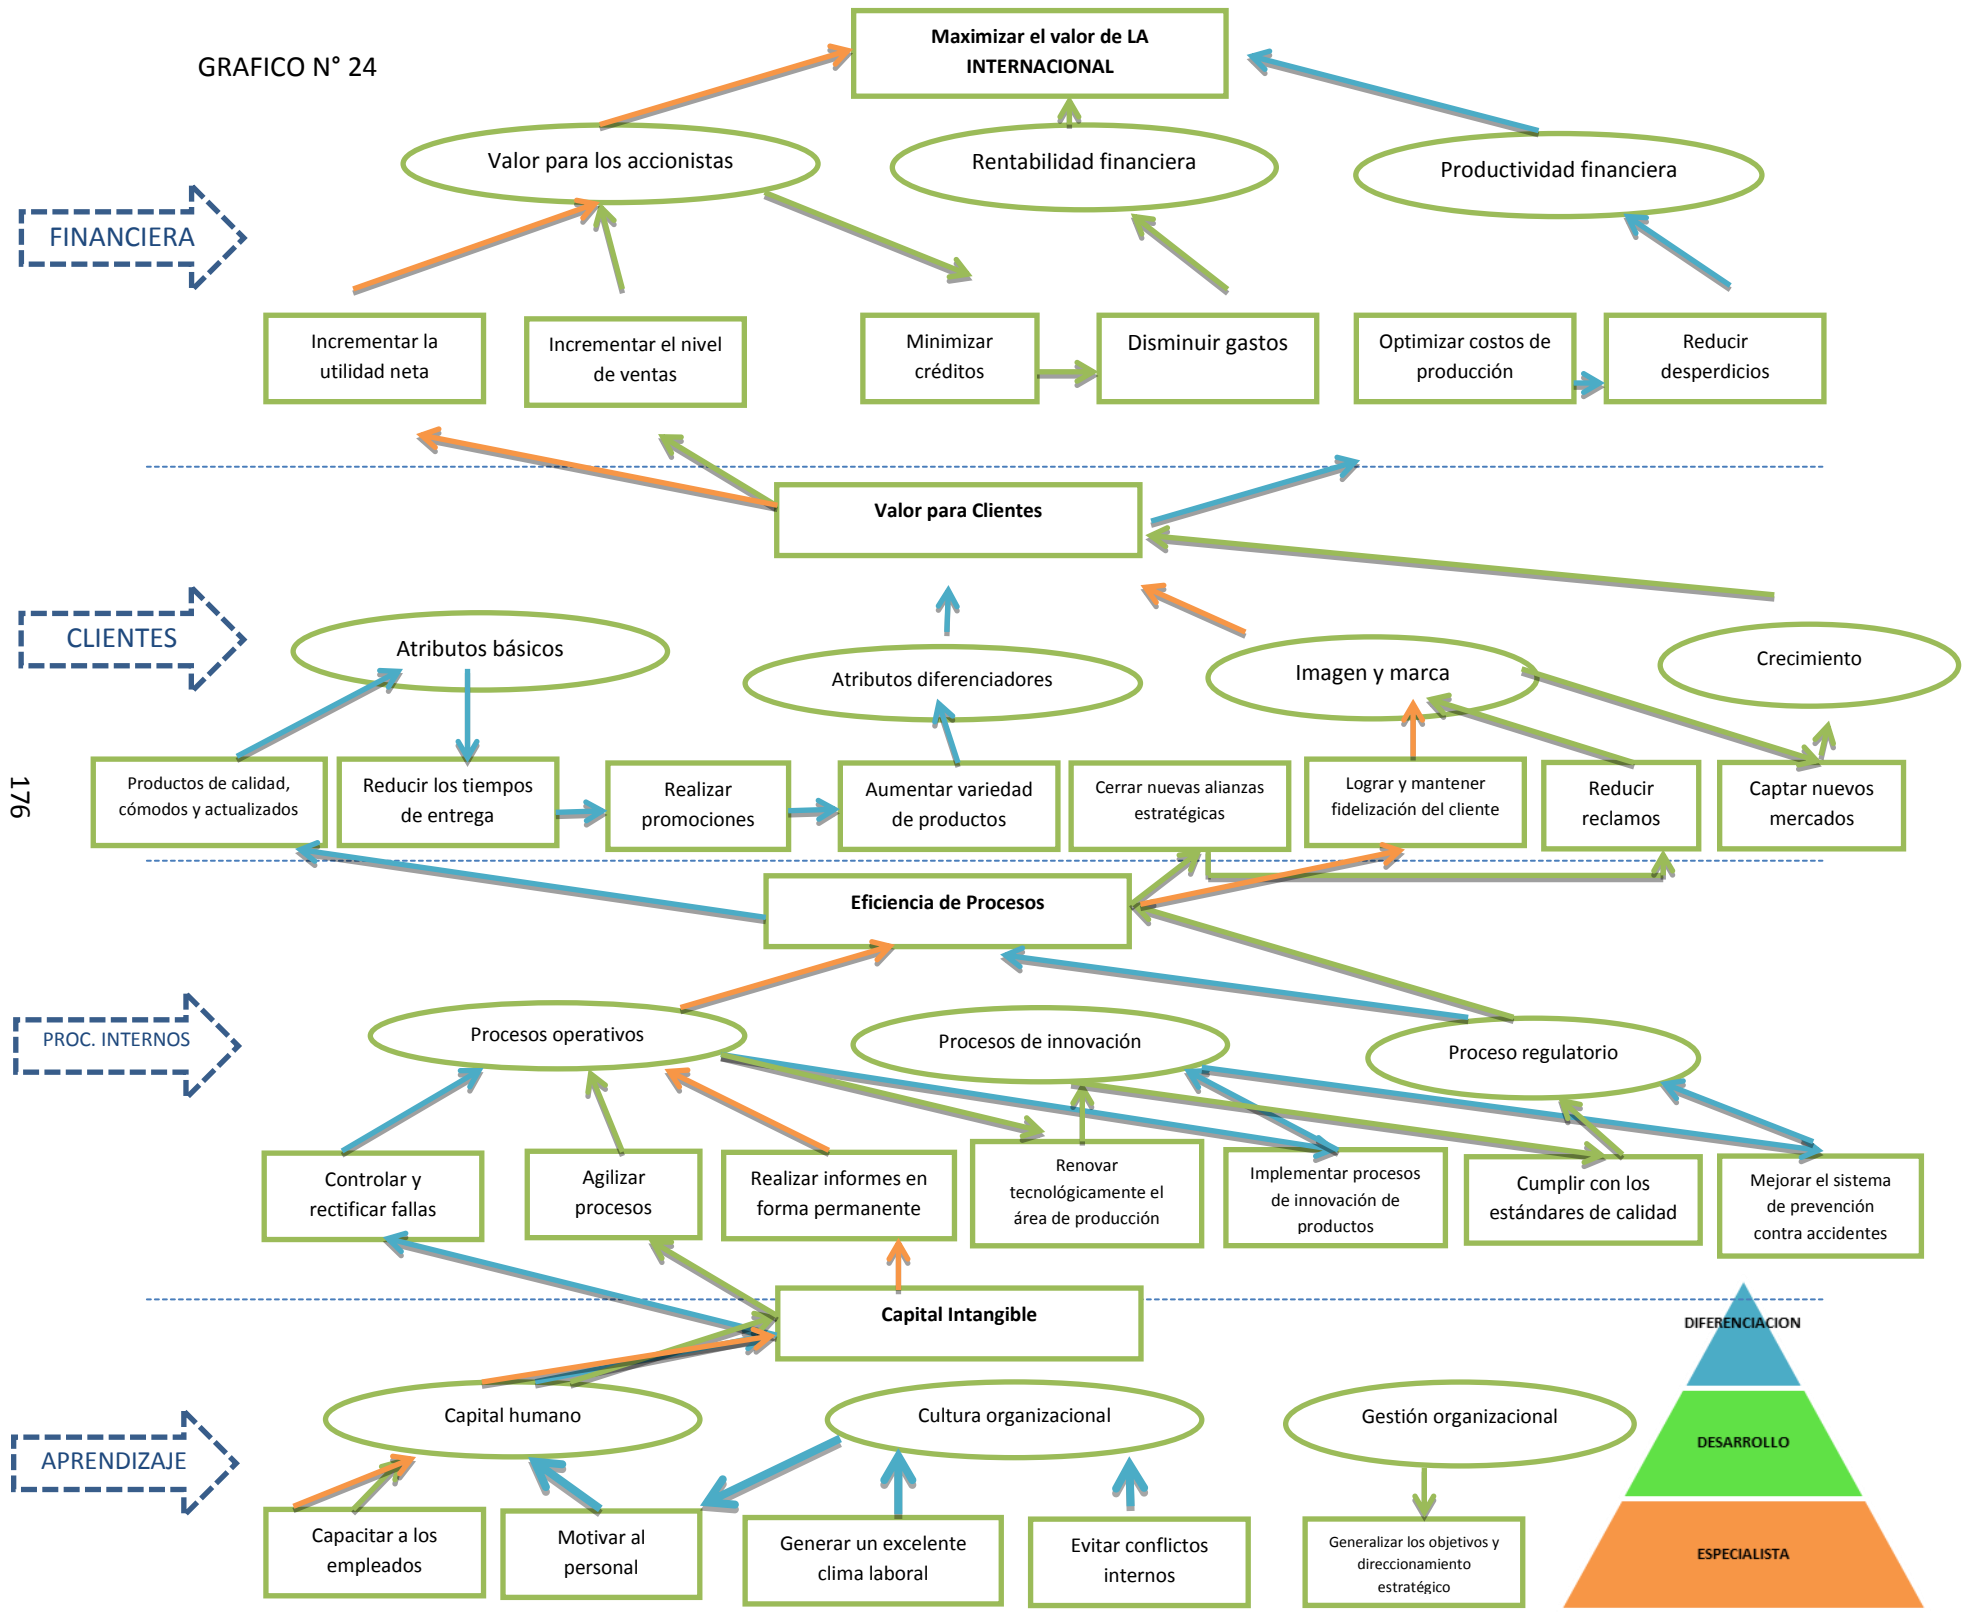 GRAFICO N° 24
Maximizar el valor de LA
INTERNACIONAL
Valor para los accionistas
Rentabilidad financiera
Productividad financiera
FINANCIERA
Incrementar la
utilidad neta
Incrementar el nivel
de ventas
Minimizar
créditos
Disminuir gastos
Optimizar costos de
producción
Reducir
desperdicios
Valor para Clientes
CLIENTES
Atributos básicos
Atributos diferenciadores
Imagen y marca
Crecimiento
Productos de calidad,
cómodos y actualizados
Reducir los tiempos
de entrega
Realizar
promociones
Aumentar variedad
de productos
Cerrar nuevas alianzas
estratégicas
Lograr y mantener
fidelización del cliente
Reducir
reclamos
Captar nuevos
mercados
176
Eficiencia de Procesos
PROC. INTERNOS
Procesos operativos
Procesos de innovación
Proceso regulatorio
Controlar y
rectificar fallas
Agilizar
procesos
Realizar informes en
forma permanente
Renovar
tecnológicamente el
área de producción
Implementar procesos
de innovación de
productos
Cumplir con los
estándares de calidad
Mejorar el sistema
de prevención
contra accidentes
Capital Intangible
APRENDIZAJE
Capital humano
Cultura organizacional
Gestión organizacional
Capacitar a los
empleados
Motivar al
personal
Generar un excelente
clima laboral
Evitar conflictos
internos
Generalizar los objetivos y
direccionamiento
estratégico
DIFERENCIACION
DESARROLLO
ESPECIALISTA